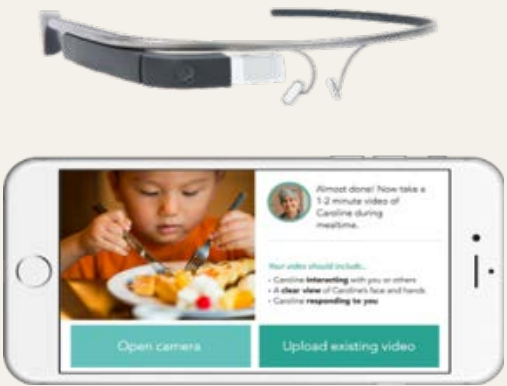 Almost done! Now take a
1-2 minute video of
Caroline during
mealtime.
Your video should include...
• Caroline interacting with you or others
• A clear view of Caroline's face and hands
• Caroline responding to you
Open camera
Upload existing video